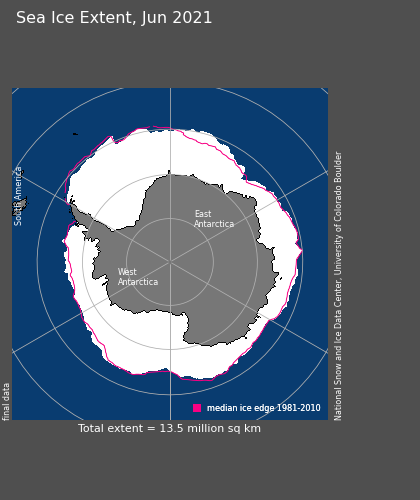 Sea Ice Extent, Jun 2021
South America
East
Antarctica
West
Antarctica
median ice edge 1981-2010
Total extent = 13.5 million sq km
final data
National Snow and Ice Data Center, University of Colorado Boulder